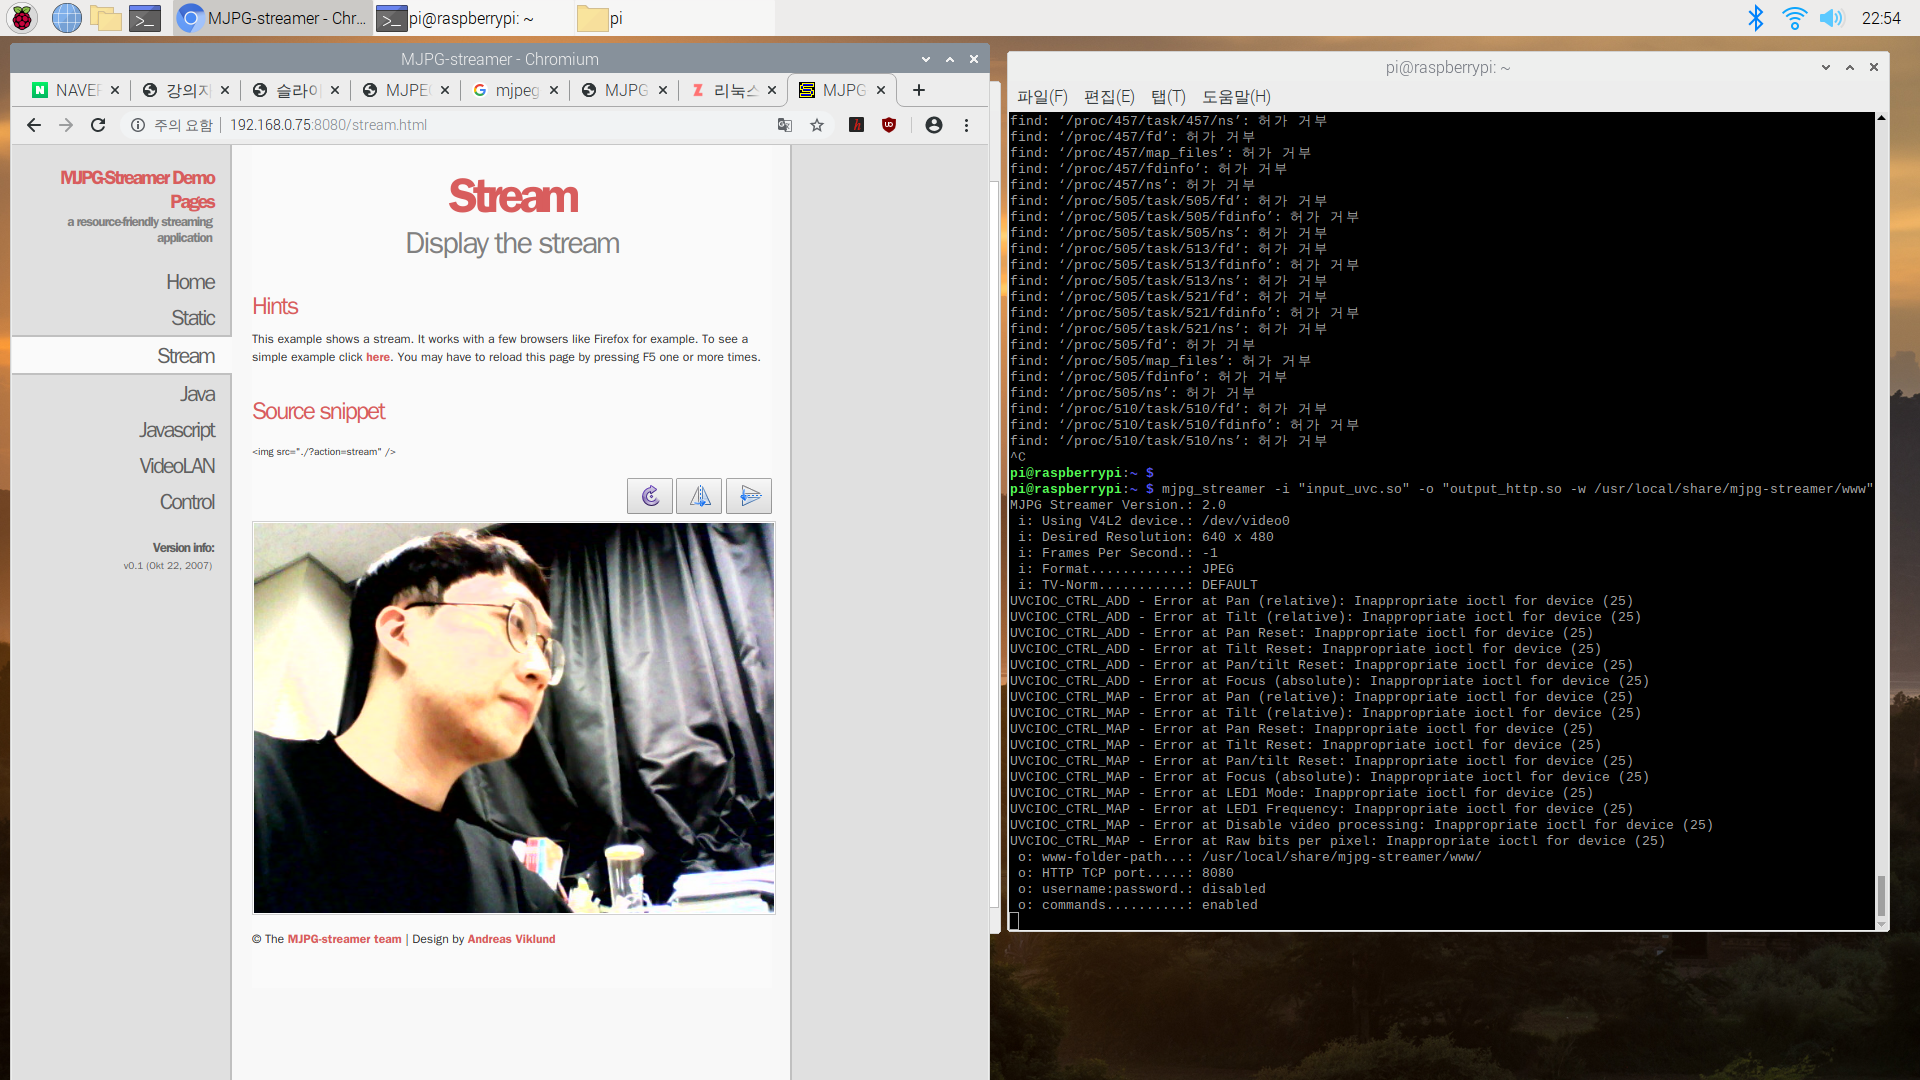 MJPG-streamer - Chr...
pi@raspberrypi: ~
pi
22:54
MJPG-streamer - Chromium
NAVER
강의자
슬라이
MJPEG
mjpeg
MJPG
리눅스
MJPG
주의 요함
192.168.0.75:8080/stream.html
MJPG-Streamer Demo
Pages
a resource-friendly streaming
application
Home
Static
Stream
Java
Javascript
VideoLAN
Control
Version info:
v0.1 (Okt 22, 2007)
Stream
Display the stream
Hints
This example shows a stream. It works with a few browsers like Firefox for example. To see a
simple example click here. You may have to reload this page by pressing F5 one or more times.
Source snippet
<img src="./?action=stream" />
© The MJPG-streamer team | Design by Andreas Viklund
pi@raspberrypi: ~
파일(F) 편집(E) 탭(T) 도움말(H)
find: ‘/proc/457/task/457/ns’: 허가 거부
find: ‘/proc/457/fd’: 허가 거부
find: ‘/proc/457/map_files’: 허가 거부
find: ‘/proc/457/fdinfo’: 허가 거부
find: ‘/proc/457/ns’: 허가 거부
find: ‘/proc/505/task/505/fd’: 허가 거부
find: ‘/proc/505/task/505/fdinfo’: 허가 거부
find: ‘/proc/505/task/505/ns’: 허가 거부
find: ‘/proc/505/task/513/fd’: 허가 거부
find: ‘/proc/505/task/513/fdinfo’: 허가 거부
find: ‘/proc/505/task/513/ns’: 허가 거부
find: ‘/proc/505/task/521/fd’: 허가 거부
find: ‘/proc/505/task/521/fdinfo’: 허가 거부
find: ‘/proc/505/task/521/ns’: 허가 거부
find: ‘/proc/505/fd’: 허가 거부
find: ‘/proc/505/map_files’: 허가 거부
find: ‘/proc/505/fdinfo’: 허가 거부
find: ‘/proc/505/ns’: 허가 거부
find: ‘/proc/510/task/510/fd’: 허가 거부
find: ‘/proc/510/task/510/fdinfo’: 허가 거부
find: ‘/proc/510/task/510/ns’: 허가 거부
^C
pi@raspberrypi:~ $
pi@raspberrypi:~ $ mjpg_streamer -i "input_uvc.so" -o "output_http.so -w /usr/local/share/mjpg-streamer/www"
MJPG Streamer Version.: 2.0
i: Using V4L2 device.: /dev/video0
i: Desired Resolution: 640 x 480
i: Frames Per Second.: -1
i: Format............: JPEG
i: TV-Norm...........: DEFAULT
UVCIOC_CTRL_ADD - Error at Pan (relative): Inappropriate ioctl for device (25)
UVCIOC_CTRL_ADD - Error at Tilt (relative): Inappropriate ioctl for device (25)
UVCIOC_CTRL_ADD - Error at Pan Reset: Inappropriate ioctl for device (25)
UVCIOC_CTRL_ADD - Error at Tilt Reset: Inappropriate ioctl for device (25)
UVCIOC_CTRL_ADD - Error at Pan/tilt Reset: Inappropriate ioctl for device (25)
UVCIOC_CTRL_ADD - Error at Focus (absolute): Inappropriate ioctl for device (25)
UVCIOC_CTRL_MAP - Error at Pan (relative): Inappropriate ioctl for device (25)
UVCIOC_CTRL_MAP - Error at Tilt (relative): Inappropriate ioctl for device (25)
UVCIOC_CTRL_MAP - Error at Pan Reset: Inappropriate ioctl for device (25)
UVCIOC_CTRL_MAP - Error at Tilt Reset: Inappropriate ioctl for device (25)
UVCIOC_CTRL_MAP - Error at Pan/tilt Reset: Inappropriate ioctl for device (25)
UVCIOC_CTRL_MAP - Error at Focus (absolute): Inappropriate ioctl for device (25)
UVCIOC_CTRL_MAP - Error at LED1 Mode: Inappropriate ioctl for device (25)
UVCIOC_CTRL_MAP - Error at LED1 Frequency: Inappropriate ioctl for device (25)
UVCIOC_CTRL_MAP - Error at Disable video processing: Inappropriate ioctl for device (25)
UVCIOC_CTRL_MAP - Error at Raw bits per pixel: Inappropriate ioctl for device (25)
o: www-folder-path...: /usr/local/share/mjpg-streamer/www/
o: HTTP TCP port.....: 8080
o: username:password.: disabled
o: commands..........: enabled